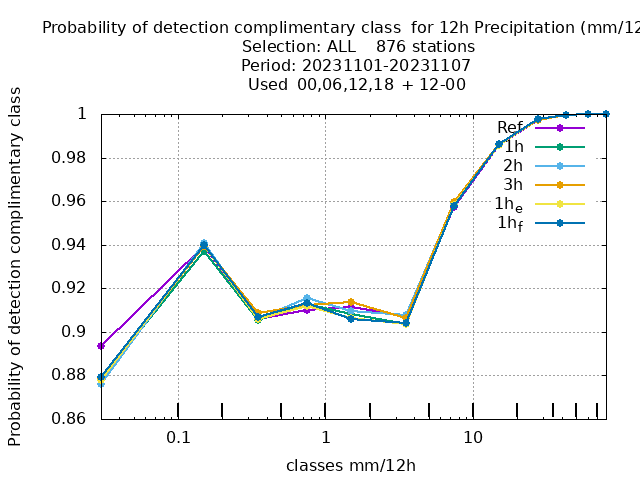 Probability of detection complimentary class  for 12h Precipitation (mm/12
Selection: ALL    876 stations
Period: 20231101-20231107
Used  00,06,12,18  + 12-00
Probability of detection complimentary class
1
0.98
0.96
0.94
0.92
0.9
0.88
0.86
Ref
1h
2h
3h
1he
1hf
0.1
1
10
classes mm/12h